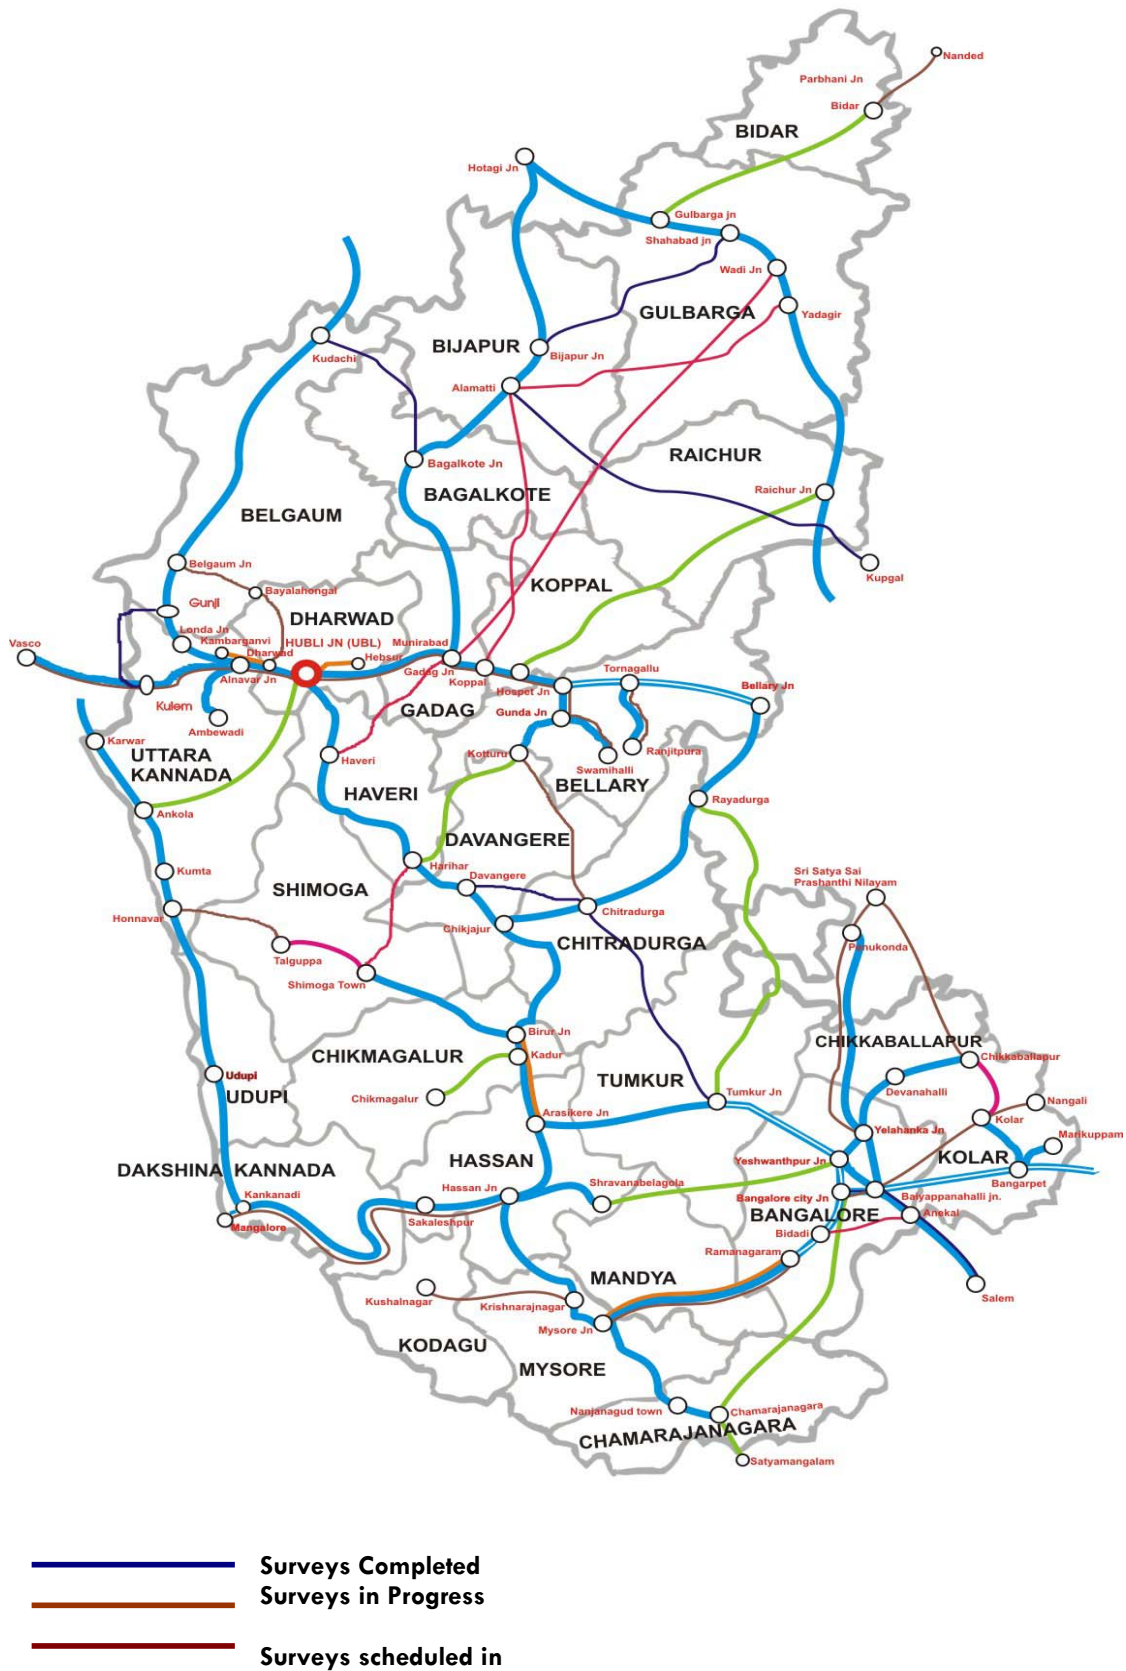 Nanded
Parbhani Jn
Bidar
BIDAR
Hotagi Jn
Gulbarga jn
Shahabad jn
Wadi Jn
GULBARGA
Yadagir
BIJAPUR
Bijapur Jn
Kudachi
Alamatti
RAICHUR
Bagalkote Jn
BAGALKOTE
Raichur Jn
BELGAUM
Belgaum Jn
Kupgal
KOPPAL
Bayalahongal
Gunji
DHARWAD
Londa Jn
Kambarganvi
HUBLI JN (UBL)
Munirabad
Vasco
Dharwad
Hebsur
Alnavar Jn
Gadag Jn
Koppal
Tornagallu
Hospet Jn
Bellary Jn
Kulem
GADAG
Gunda Jn
Ambewadi
Karwar
UTTARA
KANNADA
Haveri
Kotturu
Ranjitpura
Swamihalli
BELLARY
HAVERI
Rayadurga
Ankola
DAVANGERE
Harihar
Kumta
Davangere
Sri Satya Sai
Prashanthi Nilayam
SHIMOGA
Honnavar
Chitradurga
Chikjajur
CHITRADURGA
Penukonda
Talguppa
Shimoga Town
Birur Jn
CHIKKABALLAPUR
CHIKMAGALUR
Kadur
Chikkaballapur
Udupi
TUMKUR
Devanahalli
UDUPI
Chikmagalur
Tumkur Jn
Nangali
Arasikere Jn
Kolar
Yelahanka Jn
Marikuppam
KOLAR
HASSAN
Yeshwanthpur Jn
DAKSHINA KANNADA
Shravanabelagola
Bangarpet
Hassan Jn
Kankanadi
Bangalore city Jn
Baiyappanahalli jn.
Sakaleshpur
BANGALORE
Anekal
Mangalore
Bidadi
Ramanagaram
MANDYA
Salem
Kushalnagar
Krishnarajnagar
Mysore Jn
KODAGU
MYSORE
Nanjanagud town
Chamarajanagara
CHAMARAJANAGARA
Satyamangalam
Surveys Completed
Surveys in Progress
Surveys scheduled in